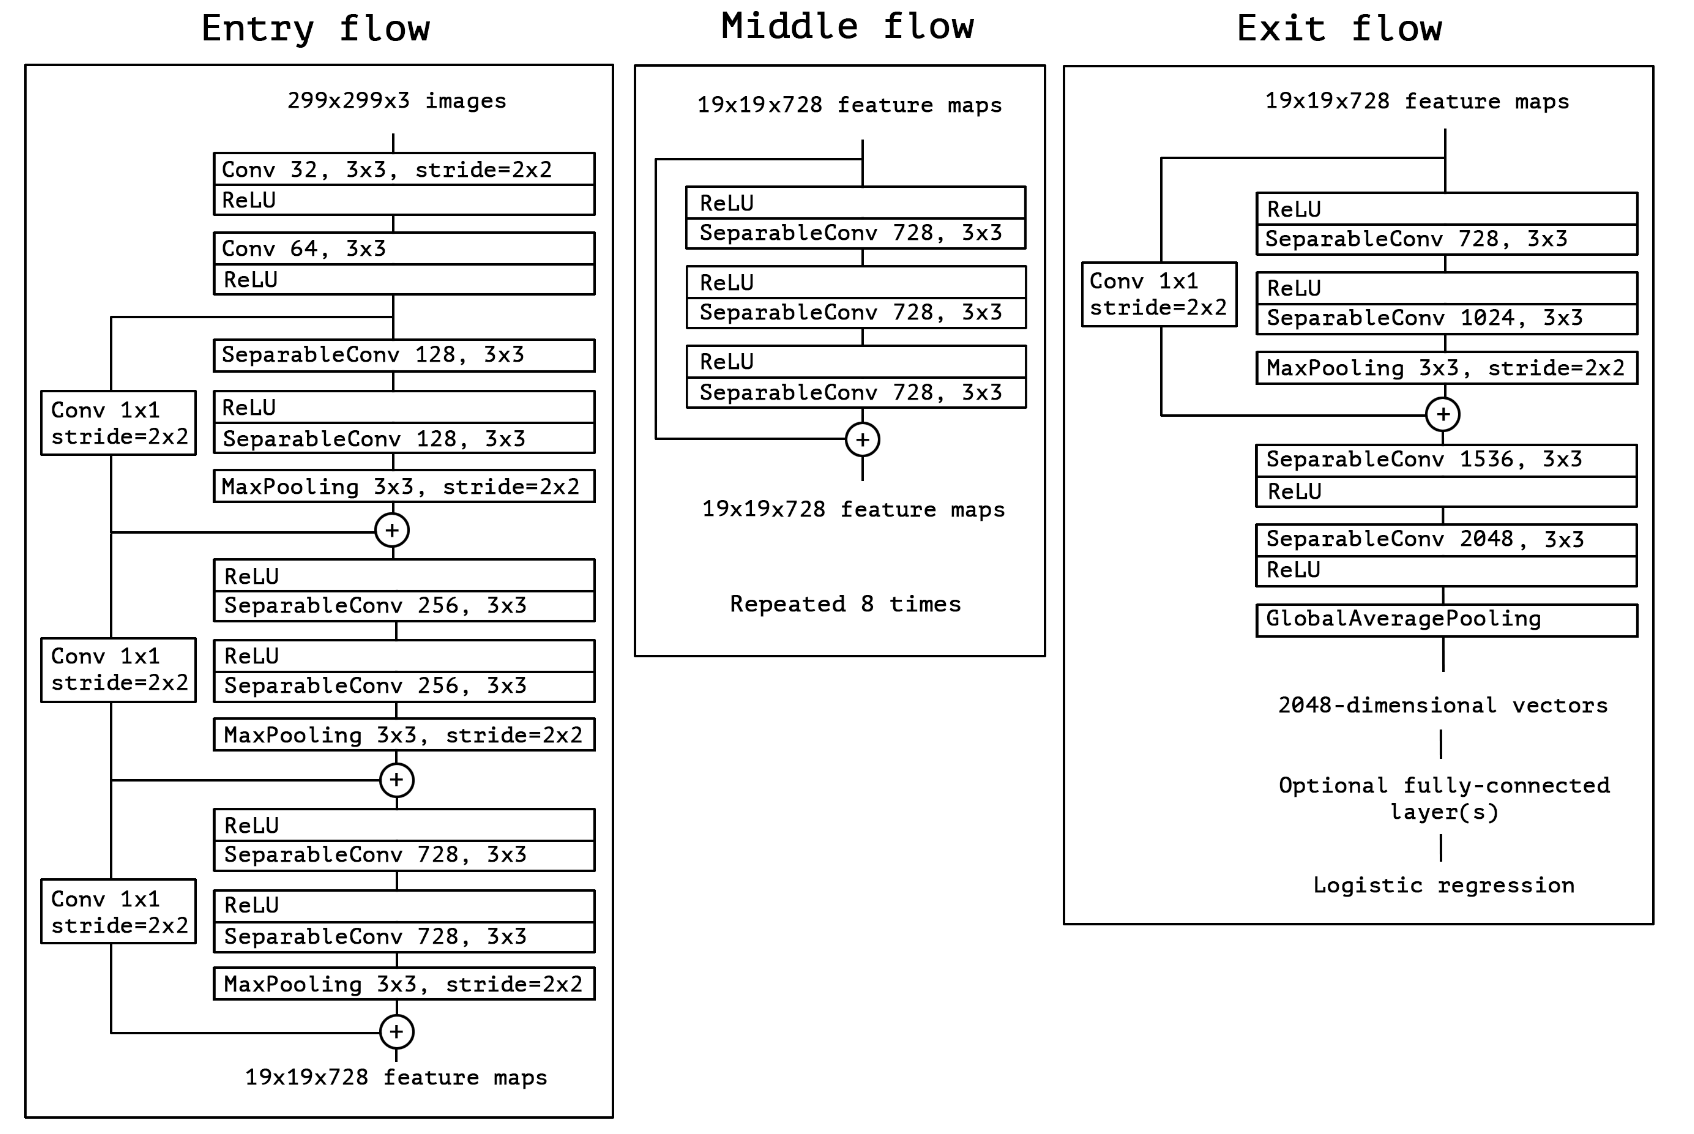 Entry flow
299x299x3 images
Conv 32, 3x3, stride=2x2
ReLU
Conv 64, 3x3
ReLU
SeparableConv 128, 3x3
Conv 1x1
stride=2x2
ReLU
SeparableConv 128, 3x3
MaxPooling 3x3, stride=2x2
+
ReLU
SeparableConv 256, 3x3
Conv 1x1
stride=2x2
ReLU
SeparableConv 256, 3x3
MaxPooling 3x3, stride=2x2
+
ReLU
SeparableConv 728, 3x3
Conv 1x1
stride=2x2
ReLU
SeparableConv 728, 3x3
MaxPooling 3x3, stride=2x2
+
19x19x728 feature maps
Middle flow
19x19x728 feature maps
ReLU
SeparableConv 728, 3x3
ReLU
SeparableConv 728, 3x3
ReLU
SeparableConv 728, 3x3
+
19x19x728 feature maps
Repeated 8 times
Exit flow
19x19x728 feature maps
ReLU
SeparableConv 728, 3x3
Conv 1x1
stride=2x2
ReLU
SeparableConv 1024, 3x3
MaxPooling 3x3, stride=2x2
+
SeparableConv 1536, 3x3
ReLU
SeparableConv 2048, 3x3
ReLU
GlobalAveragePooling
2048-dimensional vectors
Optional fully-connected
layer(s)
Logistic regression